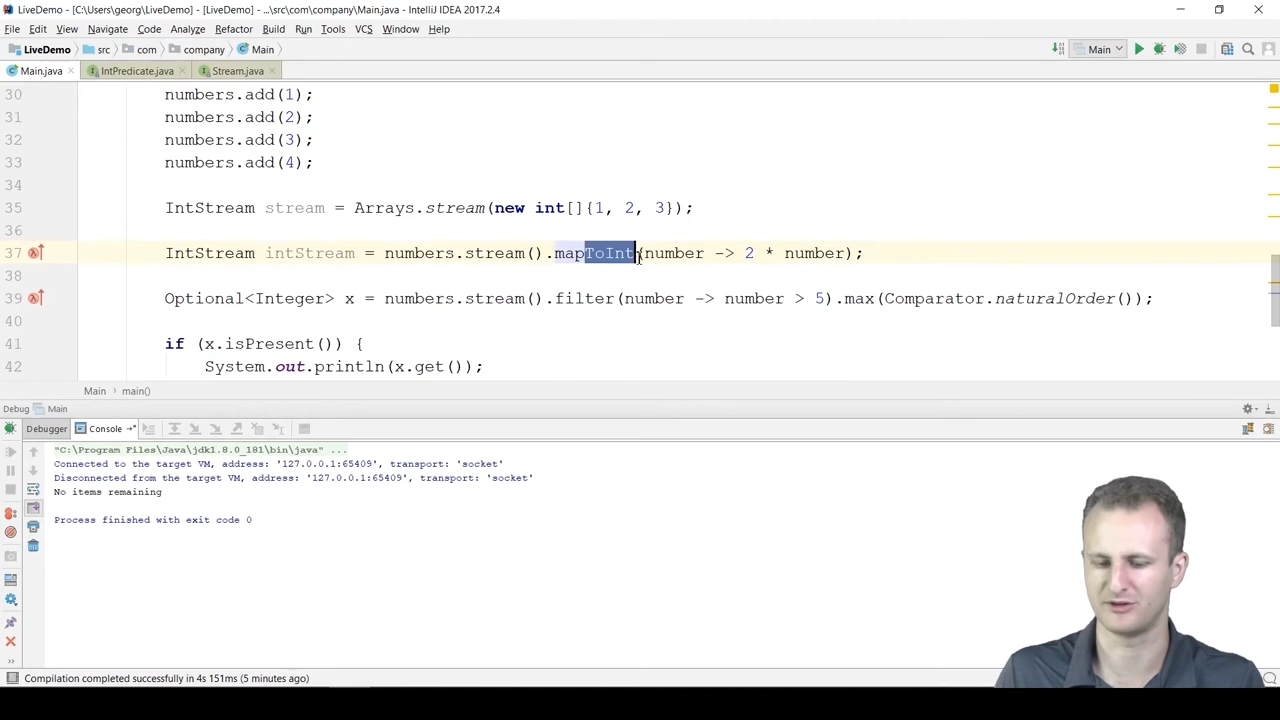 LiveDemo - [C:\Users\georg\LiveDemo] - [LiveDemo] - ...\src\com\company\Main.java - IntelliJ IDEA 2017.2.4
File Edit View Navigate Code Analyze Refactor Build Run Tools VCS Window Help
LiveDemo src com company Main Main
Main.java IntPredicate.java Stream.java
30 numbers.add(1);
31 numbers.add(2);
32 numbers.add(3);
33 numbers.add(4);
34
35 IntStream stream = Arrays.stream(new int[]{1, 2, 3});
36
37 IntStream intStream = numbers.stream().mapToInt(number -> 2 * number);
38
39 Optional<Integer> x = numbers.stream().filter(number -> number > 5).max(Comparator.naturalOrder());
40
41 if (x.isPresent()) {
42 System.out.println(x.get());
Main main()
Debug Main
Debugger Console
"C:\Program Files\Java\jdk1.8.0_181\bin\java" ...
Connected to the target VM, address: '127.0.0.1:65409', transport: 'socket'
Disconnected from the target VM, address: '127.0.0.1:65409', transport: 'socket'
No items remaining
Process finished with exit code 0
Compilation completed successfully in 4s 151ms (5 minutes ago)